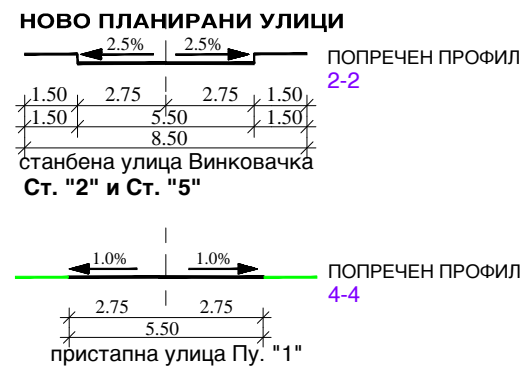 НОВО ПЛАНИРАНИ УЛИЦИ
2.5% 2.5%
ПОПРЕЧЕН ПРОФИЛ
2-2
1.50 2.75 2.75 1.50
1.50 5.50 1.50
8.50
станбена улица Винковачка
Ст. "2" и Ст. "5"
1.0% 1.0%
ПОПРЕЧЕН ПРОФИЛ
4-4
2.75 2.75
5.50
пристапна улица Пу. "1"